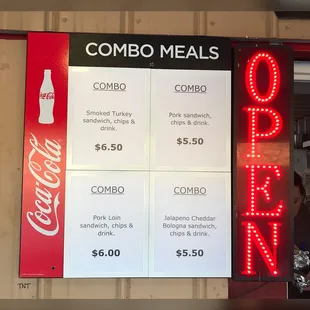 COMBO MEALS
Coca-Cola
COMBO
Smoked Turkey
sandwich, chips &
drink.
$6.50
COMBO
Pork sandwich,
chips & drink.
$5.50
COMBO
Pork Loin
sandwich, chips &
drink.
$6.00
COMBO
Jalapeno Cheddar
Bologna sandwich,
chips & drink.
$5.50
OPEN
TNT